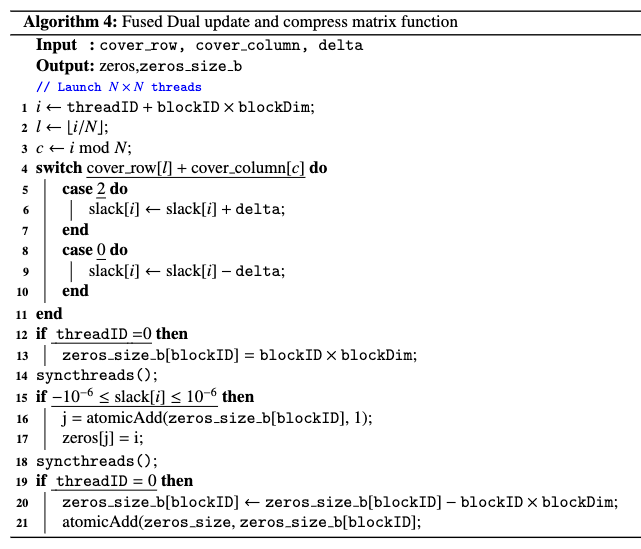 Algorithm 4: Fused Dual update and compress matrix function
Input : cover_row, cover_column, delta
Output: zeros,zeros_size_b
// Launch N×N threads
1 i ← threadID + blockID × blockDim;
2 l ← ⌊i/N⌋;
3 c ← i mod N;
4 switch cover_row[l] + cover_column[c] do
5 case 2 do
6 slack[i] ← slack[i] + delta;
7 end
8 case 0 do
9 slack[i] ← slack[i] − delta;
10 end
11 end
12 if threadID =0 then
13 zeros_size_b[blockID] = blockID × blockDim;
14 syncthreads();
15 if −10⁻⁶ ≤ slack[i] ≤ 10⁻⁶ then
16 j = atomicAdd(zeros_size_b[blockID], 1);
17 zeros[j] = i;
18 syncthreads();
19 if threadID = 0 then
20 zeros_size_b[blockID] ← zeros_size_b[blockID] − blockID × blockDim;
21 atomicAdd(zeros_size, zeros_size_b[blockID];